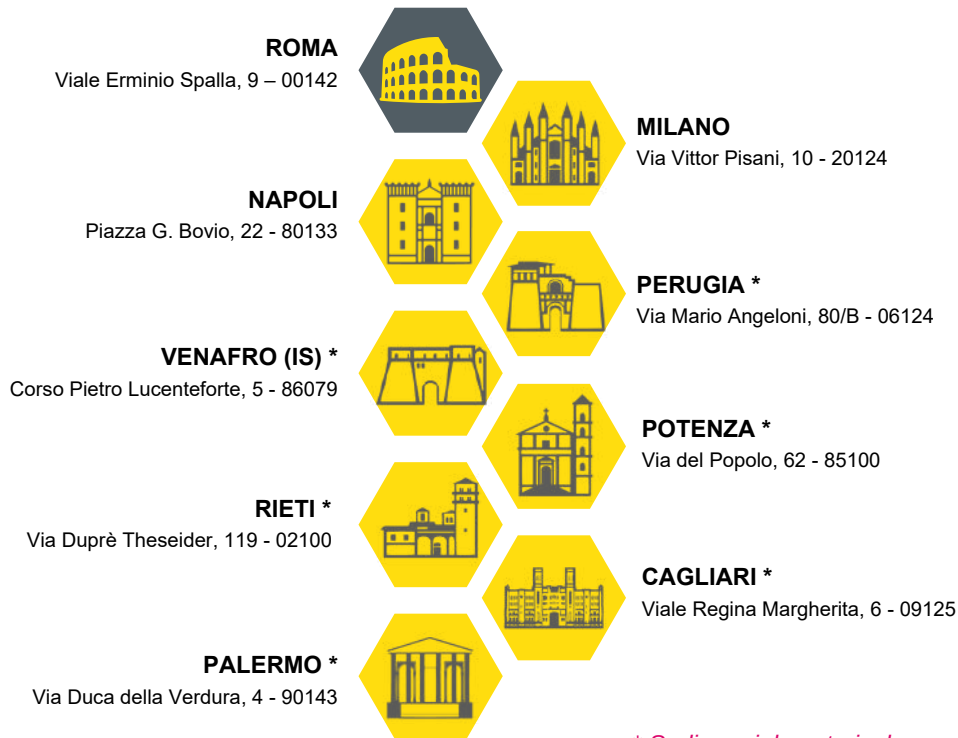 ROMA
Viale Erminio Spalla, 9 – 00142
MILANO
Via Vittor Pisani, 10 - 20124
NAPOLI
Piazza G. Bovio, 22 - 80133
PERUGIA *
Via Mario Angeloni, 80/B - 06124
VENAFRO (IS) *
Corso Pietro Lucenteforte, 5 - 86079
POTENZA *
Via del Popolo, 62 - 85100
RIETI *
Via Duprè Theseider, 119 - 02100
CAGLIARI *
Viale Regina Margherita, 6 - 09125
PALERMO *
Via Duca della Verdura, 4 - 90143